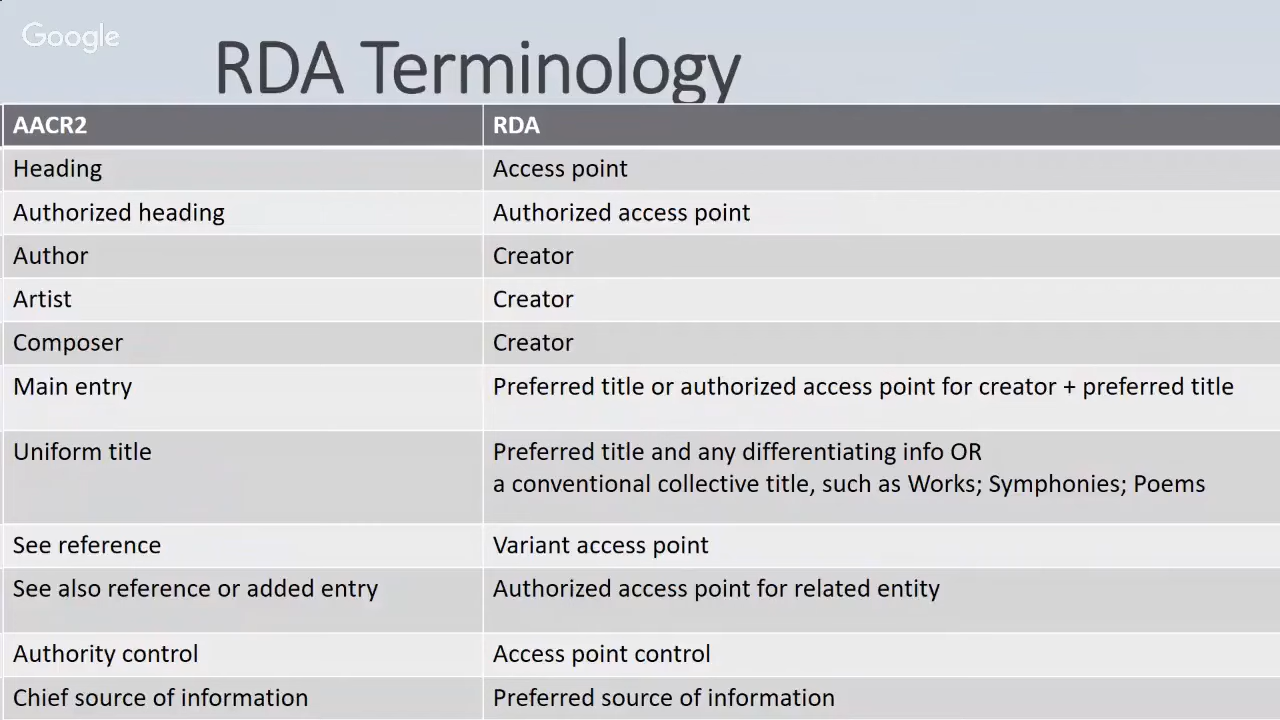 Google
RDA Terminology
AACR2 RDA
Heading Access point
Authorized heading Authorized access point
Author Creator
Artist Creator
Composer Creator
Main entry Preferred title or authorized access point for creator + preferred title
Uniform title Preferred title and any differentiating info OR
a conventional collective title, such as Works; Symphonies; Poems
See reference Variant access point
See also reference or added entry Authorized access point for related entity
Authority control Access point control
Chief source of information Preferred source of information